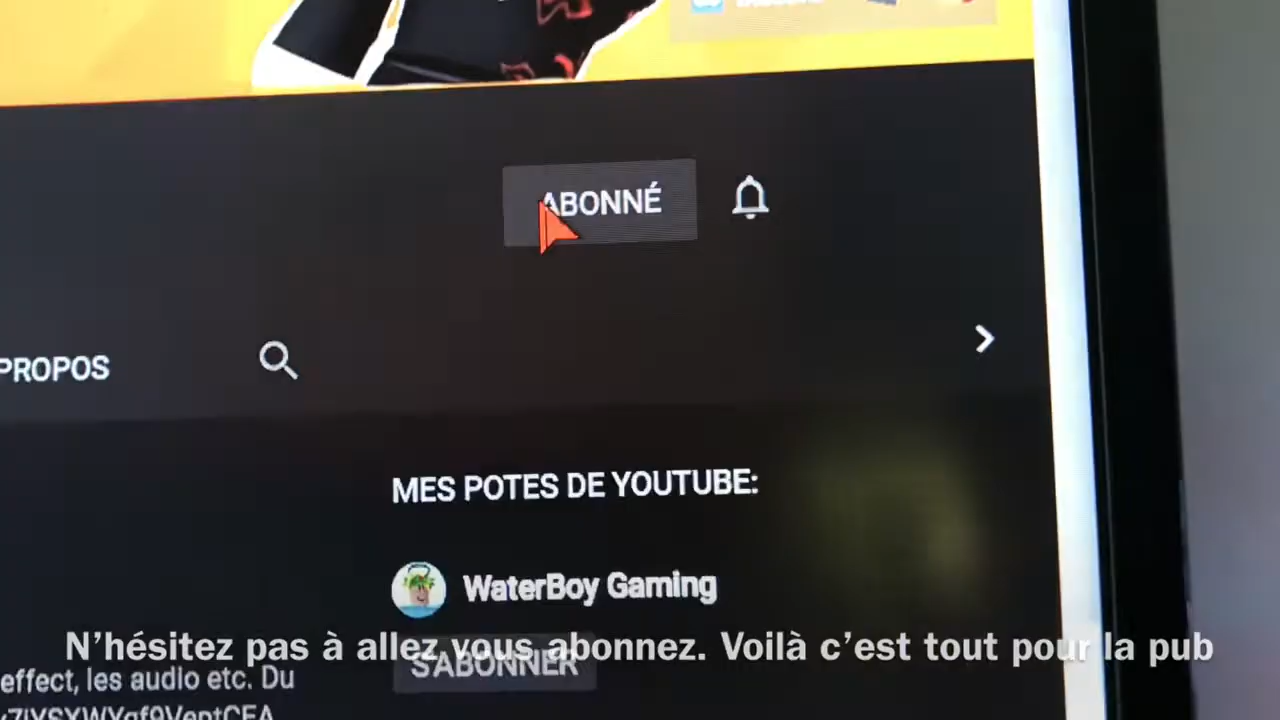 ABONNÉ
PROPOS
MES POTES DE YOUTUBE:
WaterBoy Gaming
N’hésitez pas à allez vous abonnez. Voilà c’est tout pour la pub
S'ABONNER
effect, les audio etc. Du